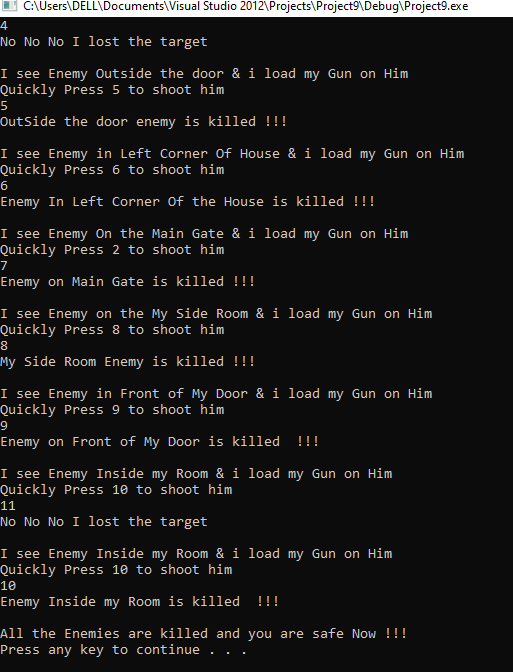 C:\Users\DELL\Documents\Visual Studio 2012\Projects\Project9\Debug\Project9.exe
4
No No No I lost the target
I see Enemy Outside the door & i load my Gun on Him
Quickly Press 5 to shoot him
5
OutSide the door enemy is killed !!!
I see Enemy in Left Corner Of House & i load my Gun on Him
Quickly Press 6 to shoot him
6
Enemy In Left Corner Of the House is killed !!!
I see Enemy On the Main Gate & i load my Gun on Him
Quickly Press 2 to shoot him
7
Enemy on Main Gate is killed !!!
I see Enemy on the My Side Room & i load my Gun on Him
Quickly Press 8 to shoot him
8
My Side Room Enemy is killed !!!
I see Enemy in Front of My Door & i load my Gun on Him
Quickly Press 9 to shoot him
9
Enemy on Front of My Door is killed  !!!
I see Enemy Inside my Room & i load my Gun on Him
Quickly Press 10 to shoot him
11
No No No I lost the target
I see Enemy Inside my Room & i load my Gun on Him
Quickly Press 10 to shoot him
10
Enemy Inside my Room is killed  !!!
All the Enemies are killed and you are safe Now !!!
Press any key to continue . . .